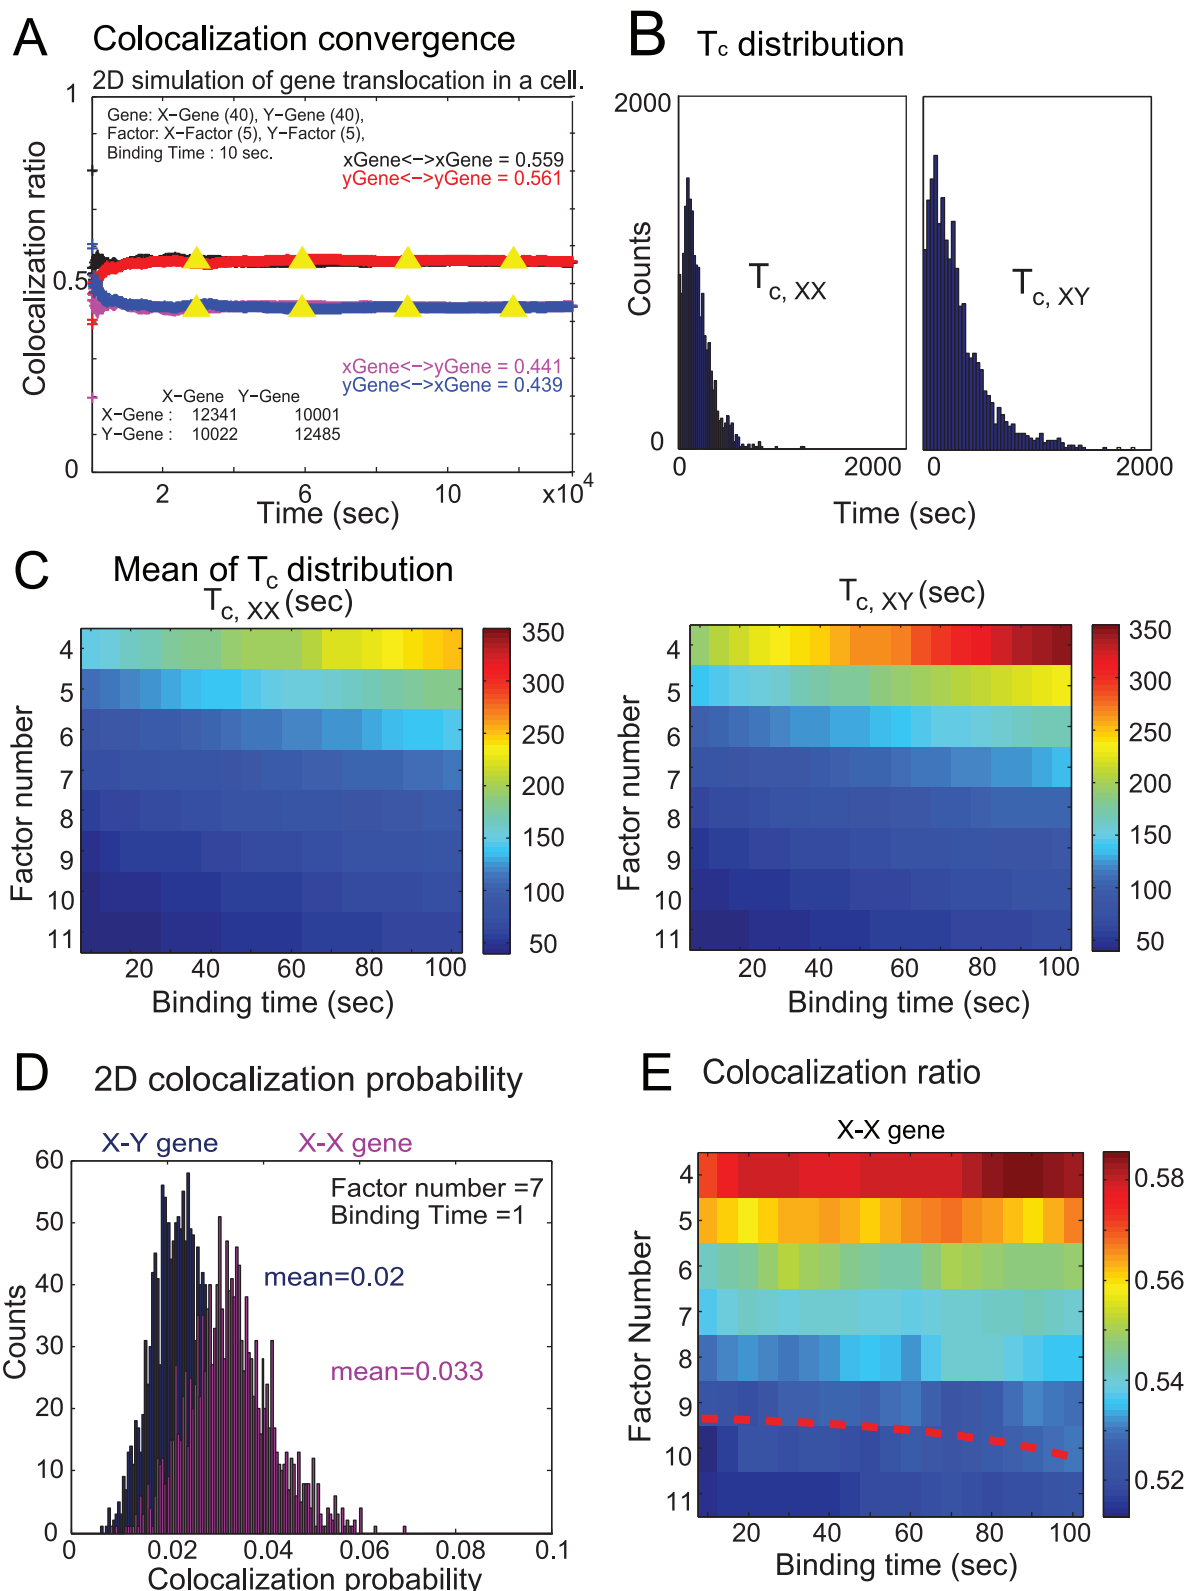 A Colocalization convergence
2D simulation of gene translocation in a cell.
1
Gene: X−Gene (40), Y−Gene (40),
Factor: X−Factor (5), Y−Factor (5),
Binding Time : 10 sec.
xGene<−>xGene = 0.559
yGene<−>yGene = 0.561
0.5
Colocalization ratio
xGene<−>yGene = 0.441
yGene<−>xGene = 0.439
X−Gene Y−Gene
X−Gene : 12341 10001
Y−Gene : 10022 12485
0
2 6 10 x10^4
Time (sec)
B Tc distribution
2000
Counts
Tc, XX
Tc, XY
0
0 2000 0 2000
Time (sec)
C Mean of Tc distribution
Tc, XX (sec)
Factor number
4
5
6
7
8
9
10
11
350
300
250
200
150
100
50
20 40 60 80 100
Binding time (sec)
Tc, XY (sec)
Factor number
4
5
6
7
8
9
10
11
350
300
250
200
150
100
50
20 40 60 80 100
Binding time (sec)
D 2D colocalization probability
X-Y gene X-X gene
60
50
40
30
20
10
0
Counts
Factor number =7
Binding Time =1
mean=0.02
mean=0.033
0 0.02 0.04 0.06 0.08 0.1
Colocalization probability
E Colocalization ratio
X-X gene
Factor Number
4
5
6
7
8
9
10
11
0.58
0.56
0.54
0.52
20 40 60 80 100
Binding time (sec)